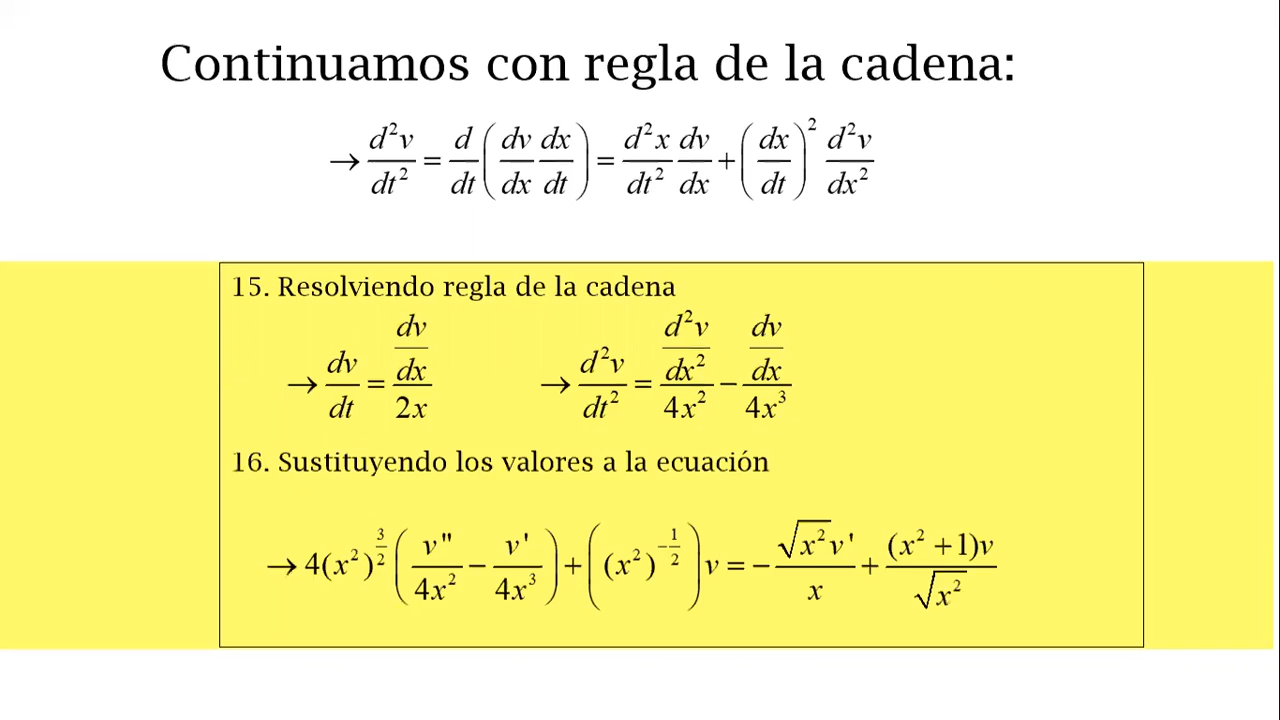 Continuamos con regla de la cadena:
→ d²v/dt² = d/dt (dv/dx dx/dt) = d²x/dt² dv/dx + (dx/dt)² d²v/dx²
15. Resolviendo regla de la cadena
→ dv/dt = (dv/dx)/2x → d²v/dt² = (d²v/dx²)/4x² − (dv/dx)/4x³
16. Sustituyendo los valores a la ecuación
→ 4(x²)^(3/2) (v"/4x² − v'/4x³) + ((x²)^(−1/2)) v = − √x² v'/x + (x² +1)v/√x²